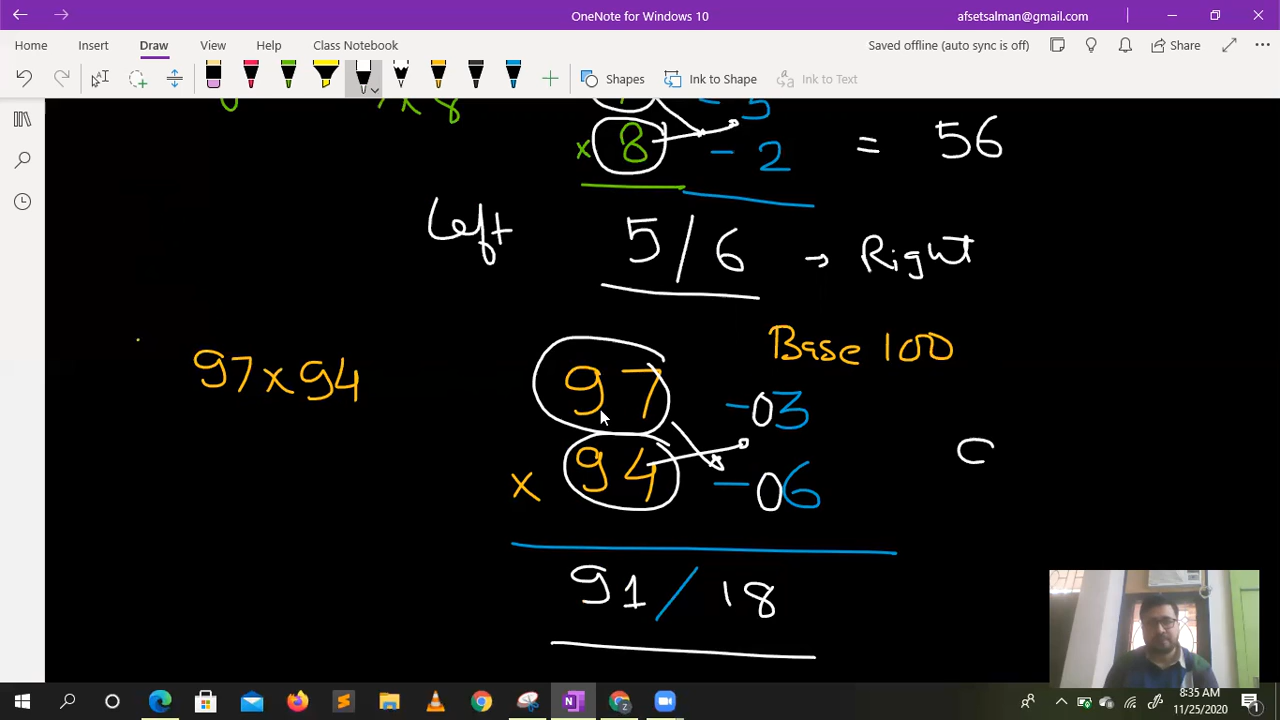 OneNote for Windows 10
afsetsalman@gmail.com
Home Insert Draw View Help Class Notebook
Saved offline (auto sync is off) Share
Shapes Ink to Shape Ink to Text
x 8 - 2 = 56
Left 5/6 → Right
Base 100
97x94 97 -03
x 94 -06
91/18
8:35 AM
11/25/2020